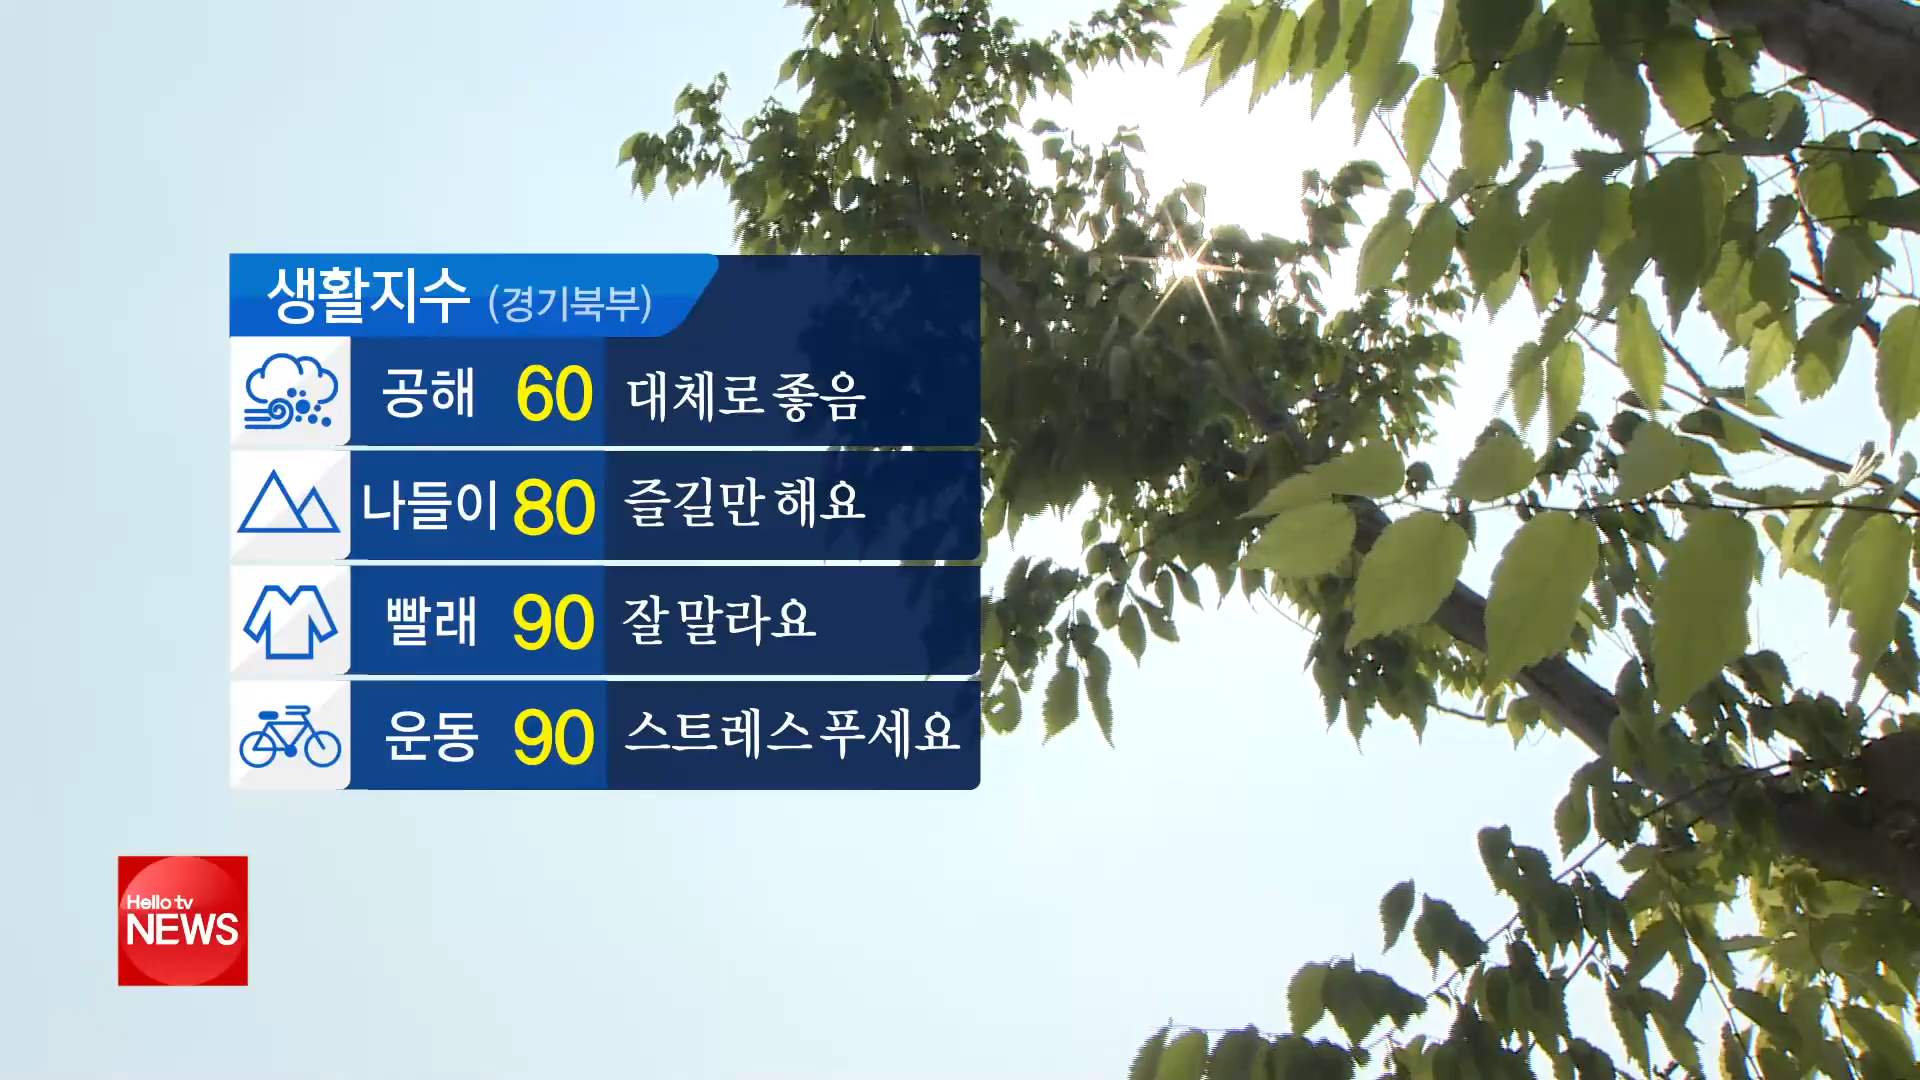 생활지수 (경기북부)
공해 60 대체로 좋음
나들이 80 즐길만 해요
빨래 90 잘 말라요
운동 90 스트레스 푸세요
Hello tv
NEWS